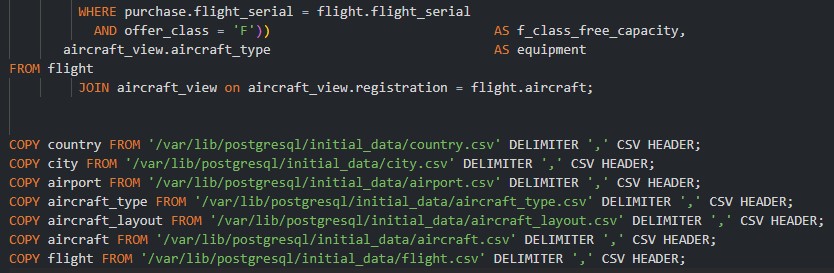 WHERE purchase.flight_serial = flight.flight_serial
AND offer_class = 'F')) AS f_class_free_capacity,
aircraft_view.aircraft_type AS equipment
FROM flight
JOIN aircraft_view on aircraft_view.registration = flight.aircraft;
COPY country FROM '/var/lib/postgresql/initial_data/country.csv' DELIMITER ',' CSV HEADER;
COPY city FROM '/var/lib/postgresql/initial_data/city.csv' DELIMITER ',' CSV HEADER;
COPY airport FROM '/var/lib/postgresql/initial_data/airport.csv' DELIMITER ',' CSV HEADER;
COPY aircraft_type FROM '/var/lib/postgresql/initial_data/aircraft_type.csv' DELIMITER ',' CSV HEADER;
COPY aircraft_layout FROM '/var/lib/postgresql/initial_data/aircraft_layout.csv' DELIMITER ',' CSV HEADER;
COPY aircraft FROM '/var/lib/postgresql/initial_data/aircraft.csv' DELIMITER ',' CSV HEADER;
COPY flight FROM '/var/lib/postgresql/initial_data/flight.csv' DELIMITER ',' CSV HEADER;